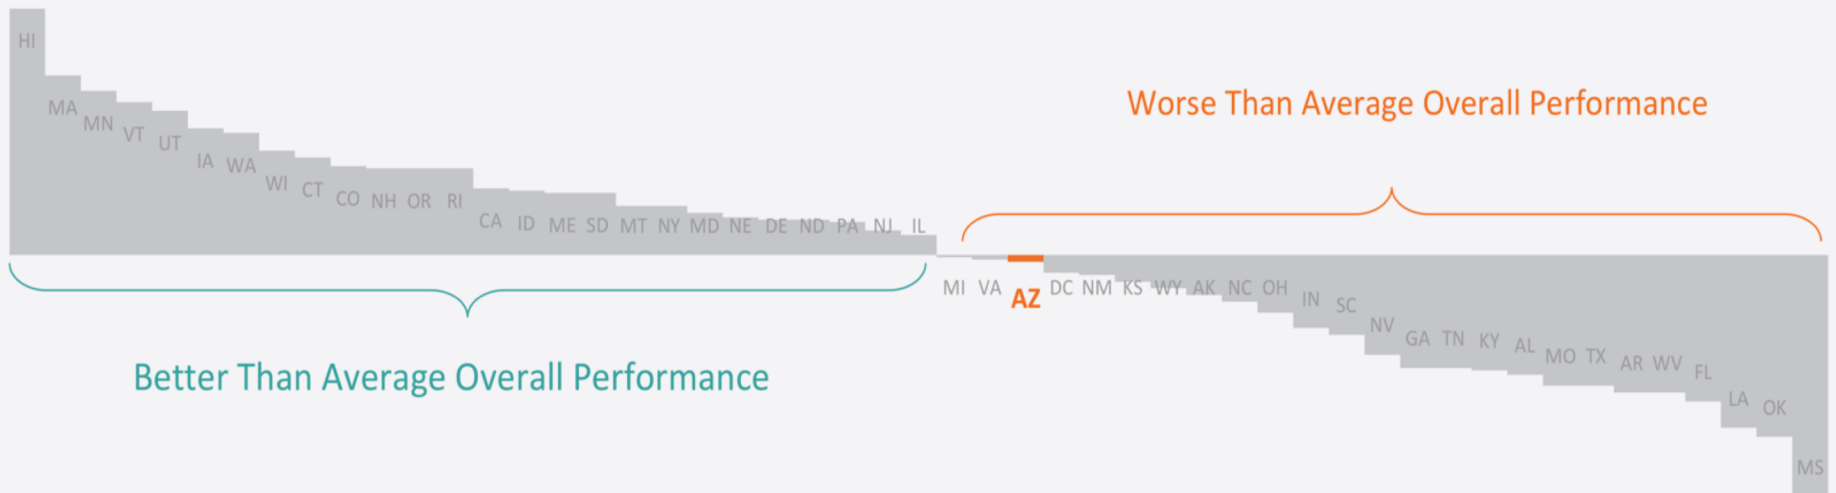 HI
MA
MN
VT
UT
IA
WA
WI
CT
CO
NH
OR
RI
CA
ID
ME
SD
MT
NY
MD
NE
DE
ND
PA
NJ
IL
Worse Than Average Overall Performance
MI
VA
AZ
DC
NM
KS
WY
AK
NC
OH
IN
SC
NV
GA
TN
KY
AL
MO
TX
AR
WV
FL
LA
OK
MS
Better Than Average Overall Performance